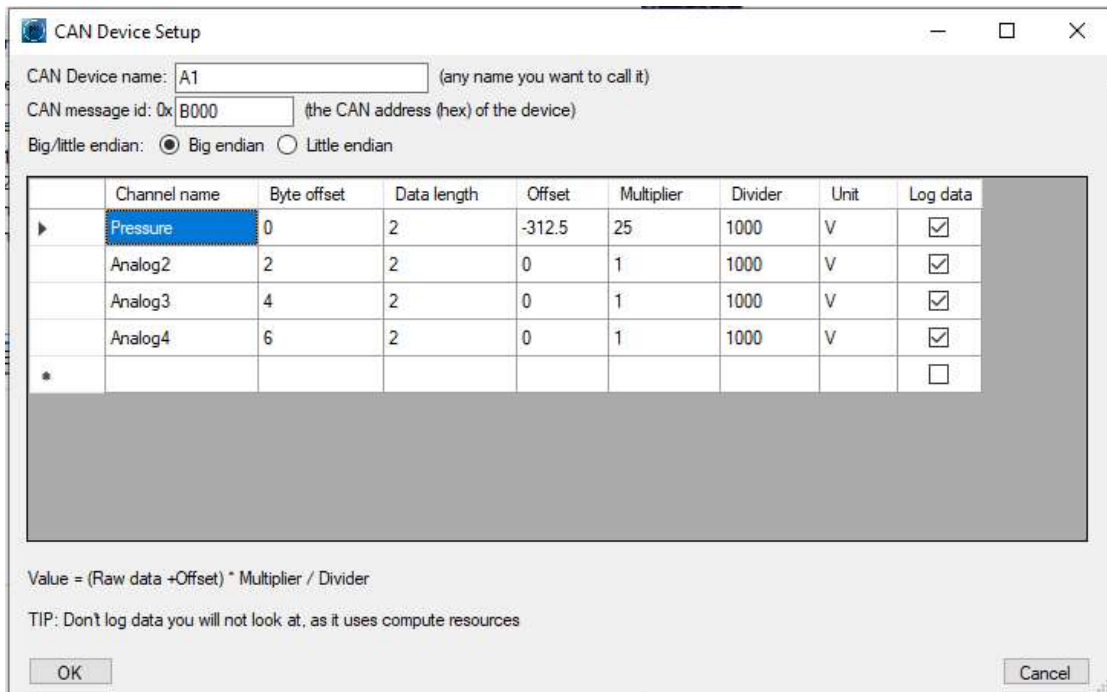 CAN Device Setup
CAN Device name: A1 (any name you want to call it)
CAN message id: 0x B000 (the CAN address (hex) of the device)
Big/little endian: Big endian Little endian
Channel name Byte offset Data length Offset Multiplier Divider Unit Log data
Pressure 0 2 -312.5 25 1000 V
Analog2 2 2 0 1 1000 V
Analog3 4 2 0 1 1000 V
Analog4 6 2 0 1 1000 V
Value = (Raw data +Offset) * Multiplier / Divider
TIP: Don't log data you will not look at, as it uses compute resources
OK Cancel